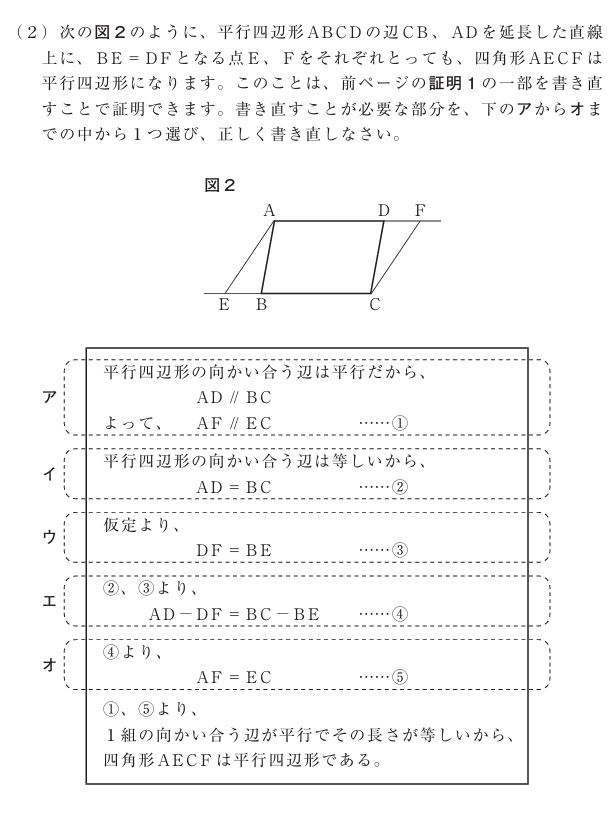 （２）次の図２のように、平行四辺形ＡＢＣＤの辺ＣＢ、ＡＤを延長した直線
上に、ＢＥ＝ＤＦとなる点Ｅ、Ｆをそれぞれとっても、四角形ＡＥＣＦは
平行四辺形になります。このことは、前ページの証明１の一部を書き直
すことで証明できます。書き直すことが必要な部分を、下のアからオま
での中から１つ選び、正しく書き直しなさい。
図２
A D F
E B C
平行四辺形の向かい合う辺は平行だから、
ア ＡＤ // ＢＣ
よって、 ＡＦ // ＥＣ ……①
平行四辺形の向かい合う辺は等しいから、
イ ＡＤ＝ＢＣ ……②
仮定より、
ウ ＤＦ＝ＢＥ ……③
②、③より、
エ ＡＤ－ＤＦ＝ＢＣ－ＢＥ ……④
④より、
オ ＡＦ＝ＥＣ ……⑤
①、⑤より、
１組の向かい合う辺が平行でその長さが等しいから、
四角形ＡＥＣＦは平行四辺形である。